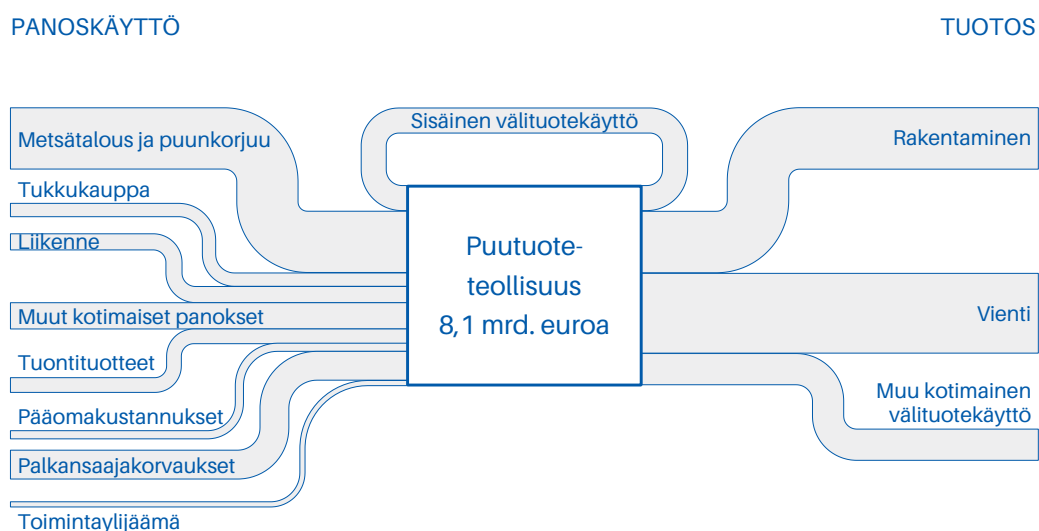 PANOSKÄYTTÖ
TUOTOS
Metsätalous ja puunkorjuu
Tukkukauppa
Liikenne
Muut kotimaiset panokset
Tuontituotteet
Pääomakustannukset
Palkansaajakorvaukset
Toimintaylijäämä
Sisäinen välituotekäyttö
Puutuote-
teollisuus
8,1 mrd. euroa
Rakentaminen
Vienti
Muu kotimainen
välituotekäyttö